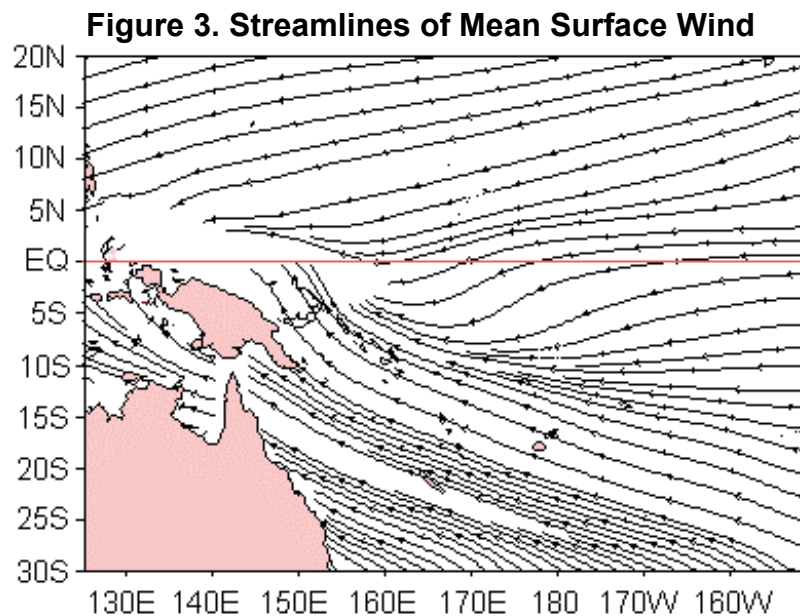 Figure 3. Streamlines of Mean Surface Wind
20N
15N
10N
5N
EQ
5S
10S
15S
20S
25S
30S
130E 140E 150E 160E 170E 180 170W 160W